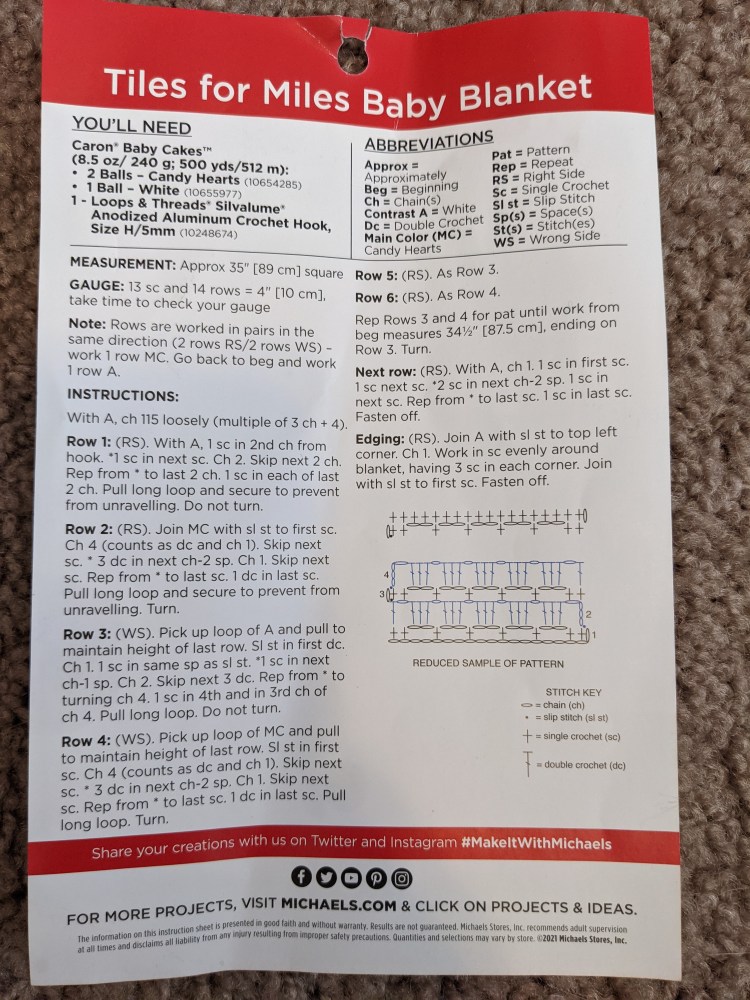 Tiles for Miles Baby Blanket
YOU'LL NEED
Caron® Baby Cakes™
(8.5 oz/ 240 g; 500 yds/512 m):
• 2 Balls – Candy Hearts (10654285)
• 1 Ball – White (10655977)
1 - Loops & Threads® Silvalume®
Anodized Aluminum Crochet Hook,
Size H/5mm (10248674)
ABBREVIATIONS
Approx =
Approximately
Beg = Beginning
Ch = Chain(s)
Contrast A = White
Dc = Double Crochet
Main Color (MC) =
Candy Hearts
Pat = Pattern
Rep = Repeat
RS = Right Side
Sc = Single Crochet
Sl st = Slip Stitch
Sp(s) = Space(s)
St(s) = Stitch(es)
WS = Wrong Side
MEASUREMENT: Approx 35" [89 cm] square
GAUGE: 13 sc and 14 rows = 4" [10 cm],
take time to check your gauge
Note: Rows are worked in pairs in the
same direction (2 rows RS/2 rows WS) –
work 1 row MC. Go back to beg and work
1 row A.
INSTRUCTIONS:
With A, ch 115 loosely (multiple of 3 ch + 4).
Row 1: (RS). With A, 1 sc in 2nd ch from
hook. *1 sc in next sc. Ch 2. Skip next 2 ch.
Rep from * to last 2 ch. 1 sc in each of last
2 ch. Pull long loop and secure to prevent
from unravelling. Do not turn.
Row 2: (RS). Join MC with sl st to first sc.
Ch 4 (counts as dc and ch 1). Skip next
sc. * 3 dc in next ch-2 sp. Ch 1. Skip next
sc. Rep from * to last sc. 1 dc in last sc.
Pull long loop and secure to prevent from
unravelling. Turn.
Row 3: (WS). Pick up loop of A and pull to
maintain height of last row. Sl st in first dc.
Ch 1. 1 sc in same sp as sl st. *1 sc in next
ch-1 sp. Ch 2. Skip next 3 dc. Rep from * to
turning ch 4. 1 sc in 4th and in 3rd ch of
ch 4. Pull long loop. Do not turn.
Row 4: (WS). Pick up loop of MC and pull
to maintain height of last row. Sl st in first
sc. Ch 4 (counts as dc and ch 1). Skip next
sc. * 3 dc in next ch-2 sp. Ch 1. Skip next
sc. Rep from * to last sc. 1 dc in last sc. Pull
long loop. Turn.
Row 5: (RS). As Row 3.
Row 6: (RS). As Row 4.
Rep Rows 3 and 4 for pat until work from
beg measures 34½" [87.5 cm], ending on
Row 3. Turn.
Next row: (RS). With A, ch 1. 1 sc in first sc.
1 sc next sc. *2 sc in next ch-2 sp. 1 sc in
next sc. Rep from * to last sc. 1 sc in last sc.
Fasten off.
Edging: (RS). Join A with sl st to top left
corner. Ch 1. Work in sc evenly around
blanket, having 3 sc in each corner. Join
with sl st to first sc. Fasten off.
4
3
2
1
REDUCED SAMPLE OF PATTERN
STITCH KEY
= chain (ch)
= slip stitch (sl st)
= single crochet (sc)
= double crochet (dc)
Share your creations with us on Twitter and Instagram #MakeItWithMichaels
FOR MORE PROJECTS, VISIT MICHAELS.COM & CLICK ON PROJECTS & IDEAS.
The information on this instruction sheet is presented in good faith and without warranty. Results are not guaranteed. Michaels Stores, Inc. recommends adult supervision
at all times and disclaims all liability from any injury resulting from improper safety precautions. Quantities and selections may vary by store. ©2021 Michaels Stores, Inc.